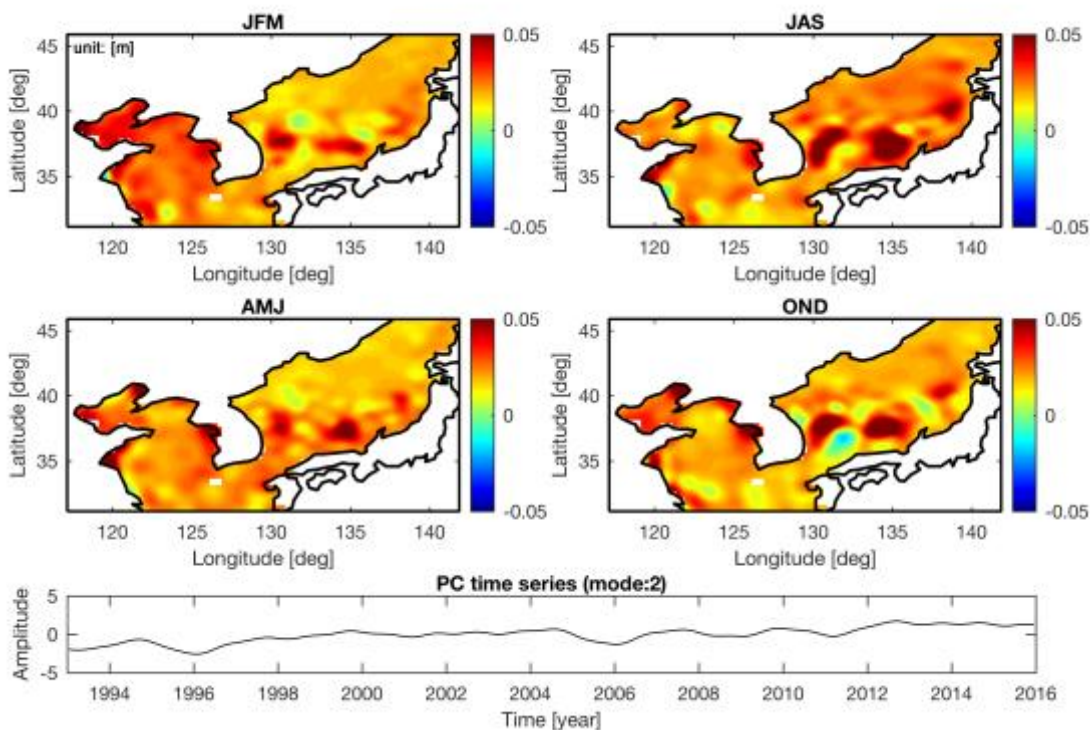 JFM
unit: [m]
45
40
35
Latitude [deg]
120 125 130 135 140
Longitude [deg]
0.05
0
-0.05
JAS
45
40
35
Latitude [deg]
120 125 130 135 140
Longitude [deg]
0.05
0
-0.05
AMJ
45
40
35
Latitude [deg]
120 125 130 135 140
Longitude [deg]
0.05
0
-0.05
OND
45
40
35
Latitude [deg]
120 125 130 135 140
Longitude [deg]
0.05
0
-0.05
PC time series (mode:2)
5
0
-5
Amplitude
1994 1996 1998 2000 2002 2004 2006 2008 2010 2012 2014 2016
Time [year]